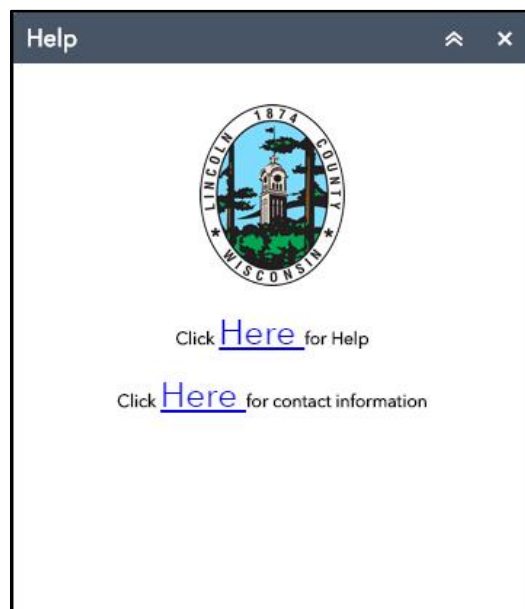 Help
LINCOLN 1874 COUNTY
WISCONSIN
Click Here for Help
Click Here for contact information